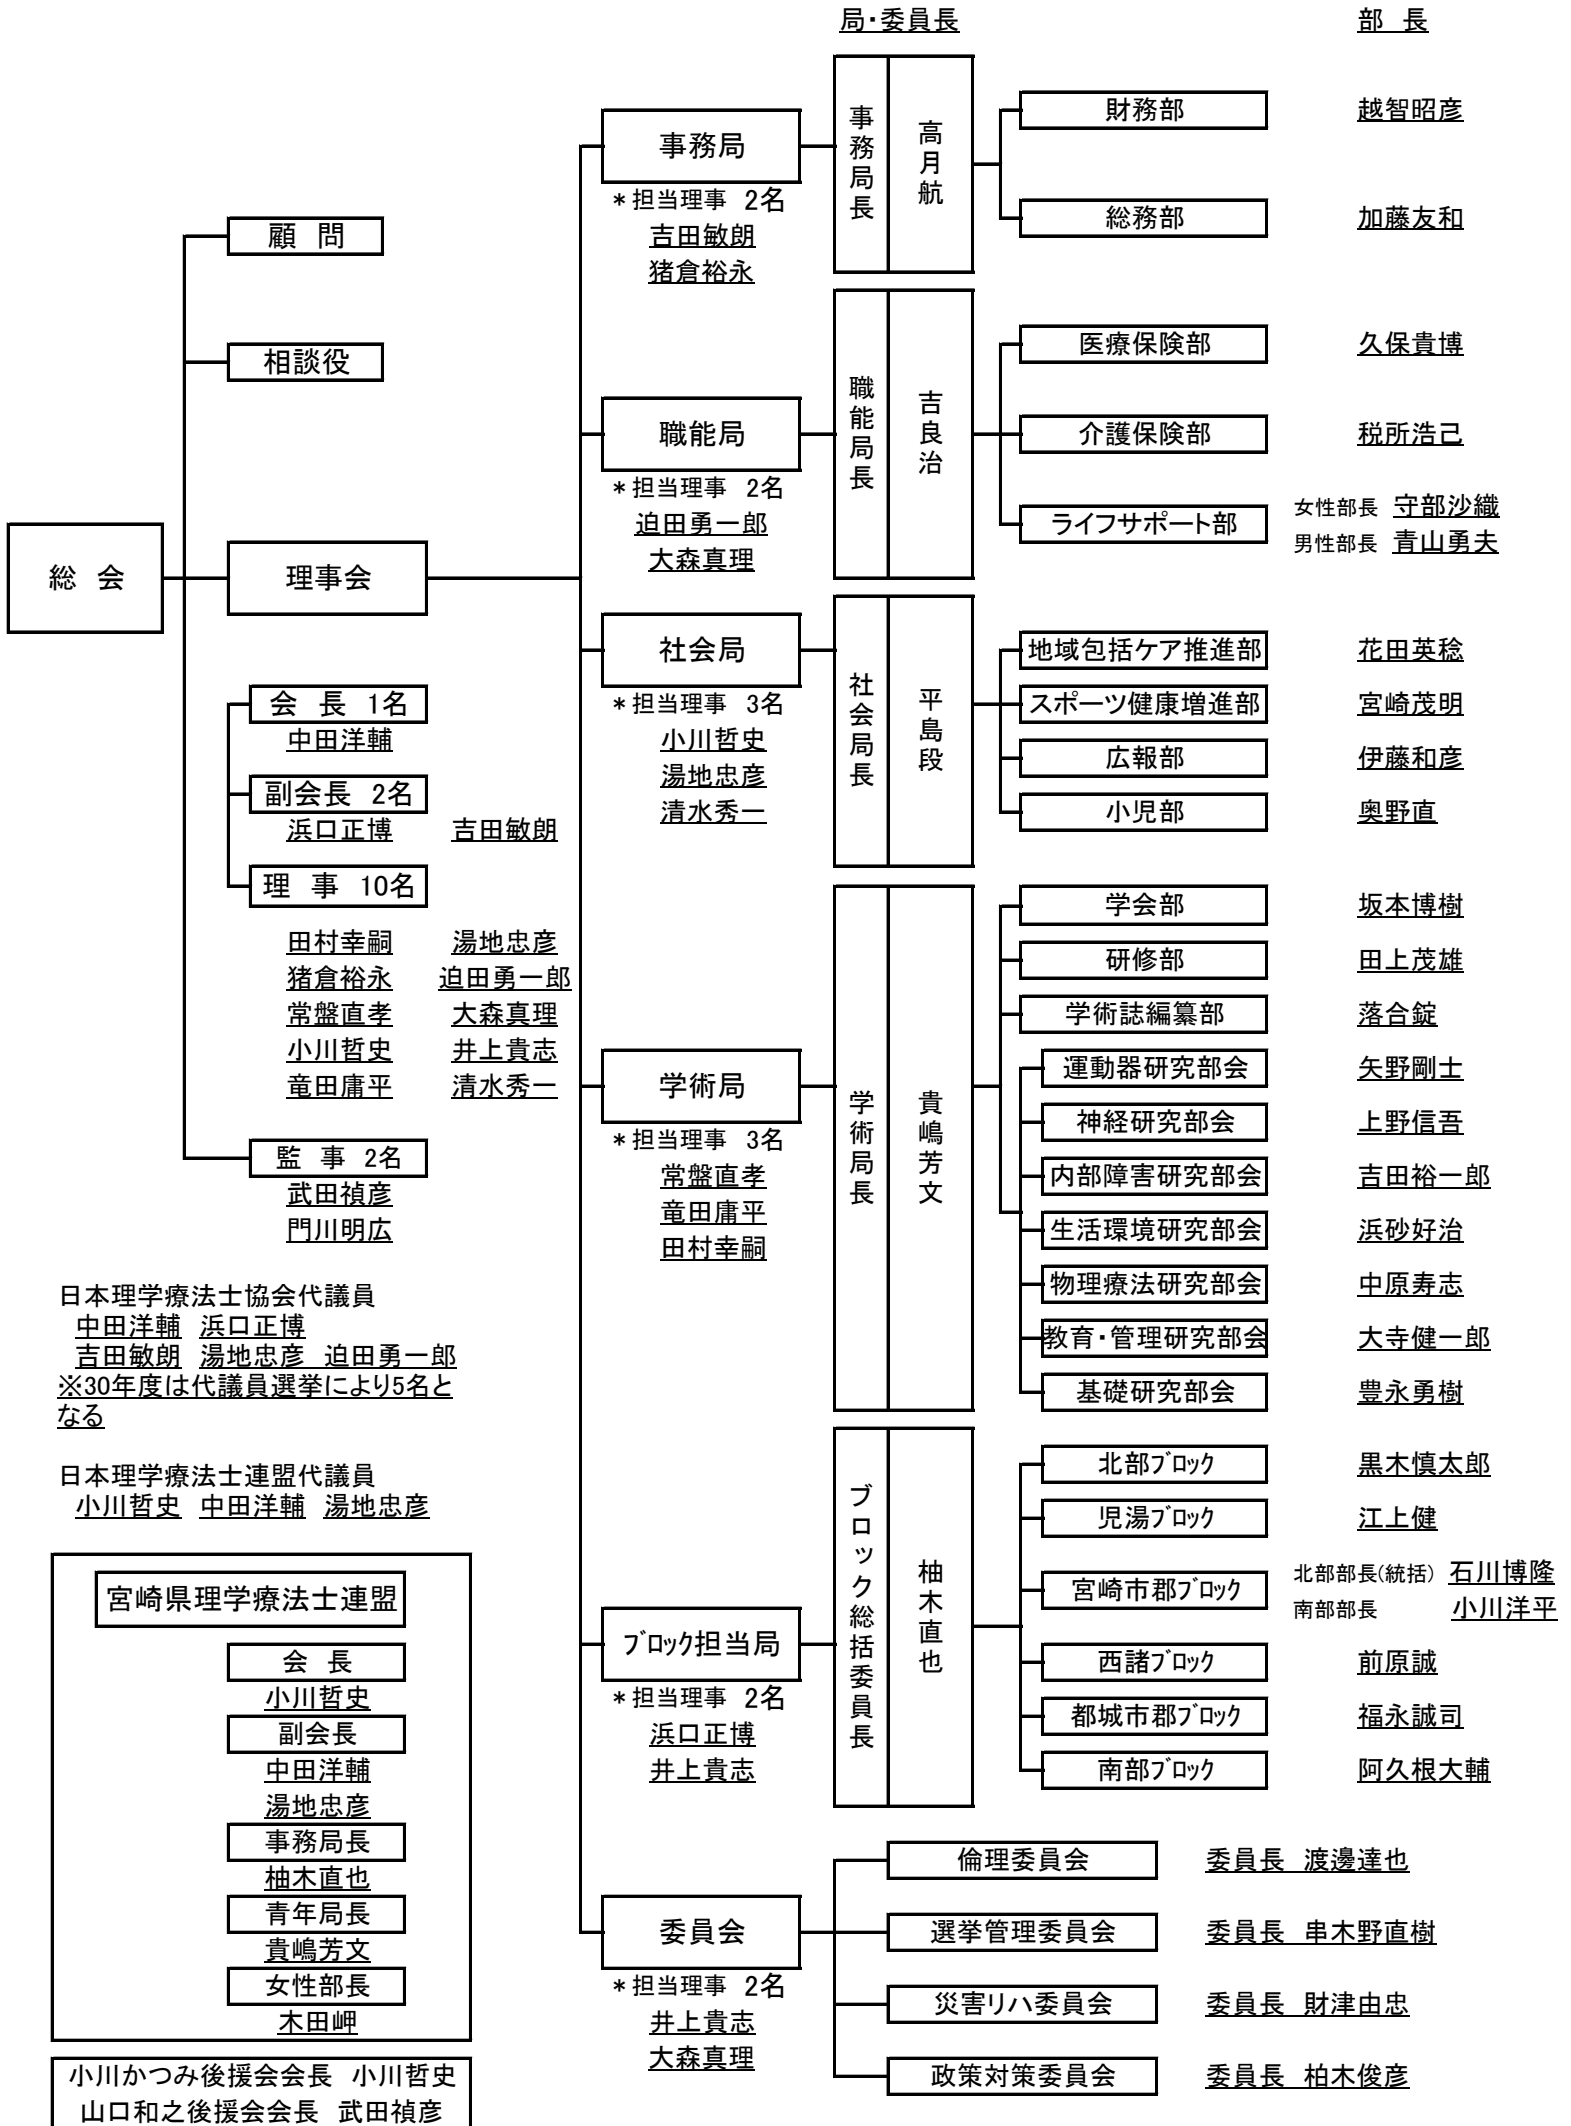 局・委員長　部　長
総　会
顧　問
相談役
理事会
会　長　1名
中田洋輔
副会長　2名
浜口正博　吉田敏朗
理　事　10名
田村幸嗣　湯地忠彦
猪倉裕永　迫田勇一郎
常盤直孝　大森真理
小川哲史　井上貴志
竜田庸平　清水秀一
監　事　2名
武田禎彦
門川明広
日本理学療法士協会代議員
中田洋輔　浜口正博
吉田敏朗　湯地忠彦　迫田勇一郎
※30年度は代議員選挙により5名と
なる
日本理学療法士連盟代議員
小川哲史　中田洋輔　湯地忠彦
宮崎県理学療法士連盟
会　長
小川哲史
副会長
中田洋輔
湯地忠彦
事務局長
柚木直也
青年局長
貴嶋芳文
女性部長
木田岬
小川かつみ後援会会長　小川哲史
山口和之後援会会長　武田禎彦
事務局
＊担当理事　2名
吉田敏朗
猪倉裕永
事務局長
高月航
財務部　越智昭彦
総務部　加藤友和
職能局
＊担当理事　2名
迫田勇一郎
大森真理
職能局長
吉良治
医療保険部　久保貴博
介護保険部　税所浩己
ライフサポート部
女性部長　守部沙織
男性部長　青山勇夫
社会局
＊担当理事　3名
小川哲史
湯地忠彦
清水秀一
社会局長
平島段
地域包括ケア推進部　花田英稔
スポーツ健康増進部　宮崎茂明
広報部　伊藤和彦
小児部　奥野直
学術局
＊担当理事　3名
常盤直孝
竜田庸平
田村幸嗣
学術局長
貴嶋芳文
学会部　坂本博樹
研修部　田上茂雄
学術誌編纂部　落合錠
運動器研究部会　矢野剛士
神経研究部会　上野信吾
内部障害研究部会　吉田裕一郎
生活環境研究部会　浜砂好治
物理療法研究部会　中原寿志
教育・管理研究部会　大寺健一郎
基礎研究部会　豊永勇樹
ﾌﾞﾛｯｸ担当局
＊担当理事　2名
浜口正博
井上貴志
ブロック総括委員長
柚木直也
北部ﾌﾞﾛｯｸ　黒木慎太郎
児湯ﾌﾞﾛｯｸ　江上健
宮崎市郡ﾌﾞﾛｯｸ
北部部長(統括)　石川博隆
南部部長　小川洋平
西諸ﾌﾞﾛｯｸ　前原誠
都城市郡ﾌﾞﾛｯｸ　福永誠司
南部ﾌﾞﾛｯｸ　阿久根大輔
委員会
＊担当理事　2名
井上貴志
大森真理
倫理委員会　委員長　渡邊達也
選挙管理委員会　委員長　串木野直樹
災害リハ委員会　委員長　財津由忠
政策対策委員会　委員長　柏木俊彦